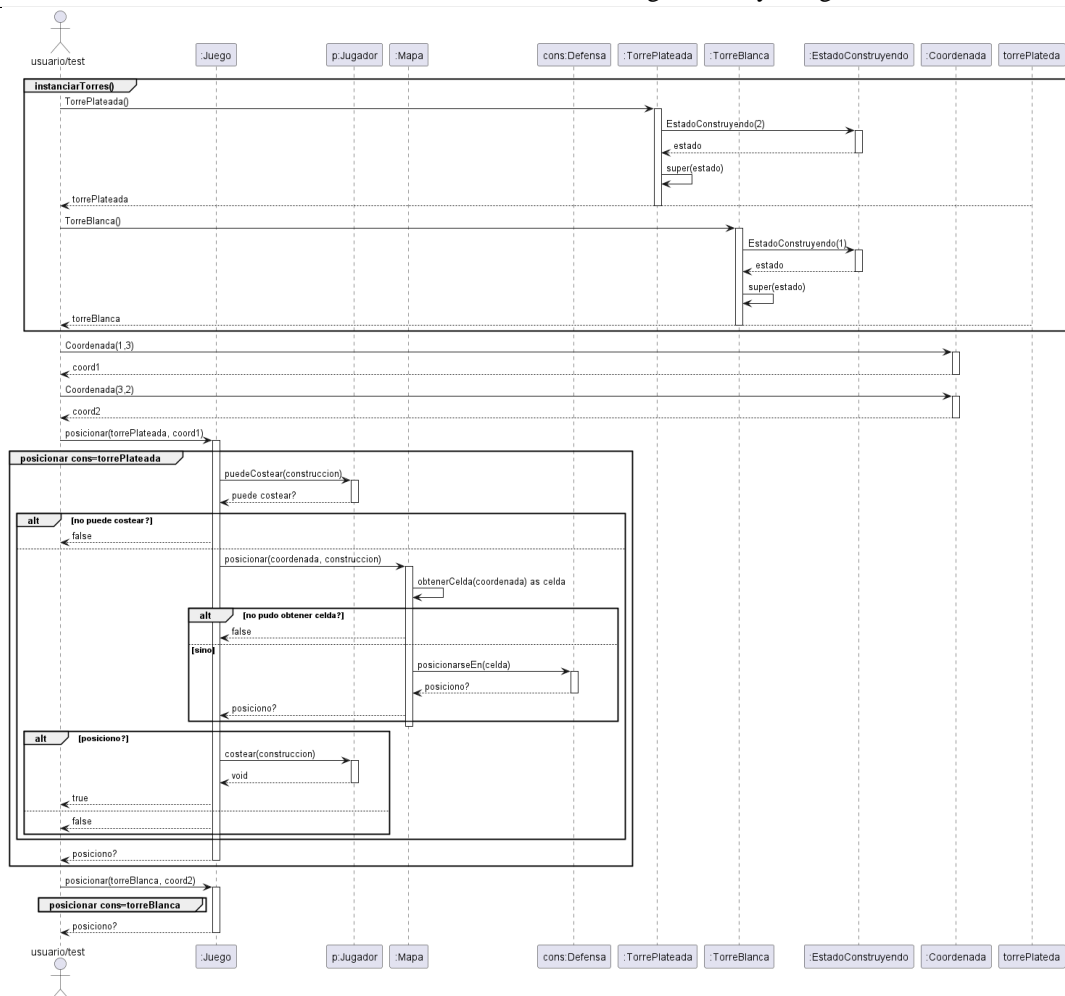 usuario/test
:Juego
p:Jugador
:Mapa
cons:Defensa
:TorrePlateada
:TorreBlanca
:EstadoConstruyendo
:Coordenada
torrePlateda
instanciarTorres()
TorrePlateada()
EstadoConstruyendo(2)
estado
super(estado)
torrePlateada
TorreBlanca()
EstadoConstruyendo(1)
estado
super(estado)
torreBlanca
Coordenada(1,3)
coord1
Coordenada(3,2)
coord2
posicionar(torrePlateada, coord1)
posicionar cons=torrePlateada
puedeCostear(construccion)
puede costear?
alt [no puede costear?]
false
posicionar(coordenada, construccion)
obtenerCelda(coordenada) as celda
alt [no pudo obtener celda?]
false
[sino]
posicionarseEn(celda)
posiciono?
posiciono?
alt [posiciono?]
costear(construccion)
void
true
false
posiciono?
posicionar(torreBlanca, coord2)
posicionar cons=torreBlanca
posiciono?
usuario/test
:Juego
p:Jugador
:Mapa
cons:Defensa
:TorrePlateada
:TorreBlanca
:EstadoConstruyendo
:Coordenada
torrePlateda